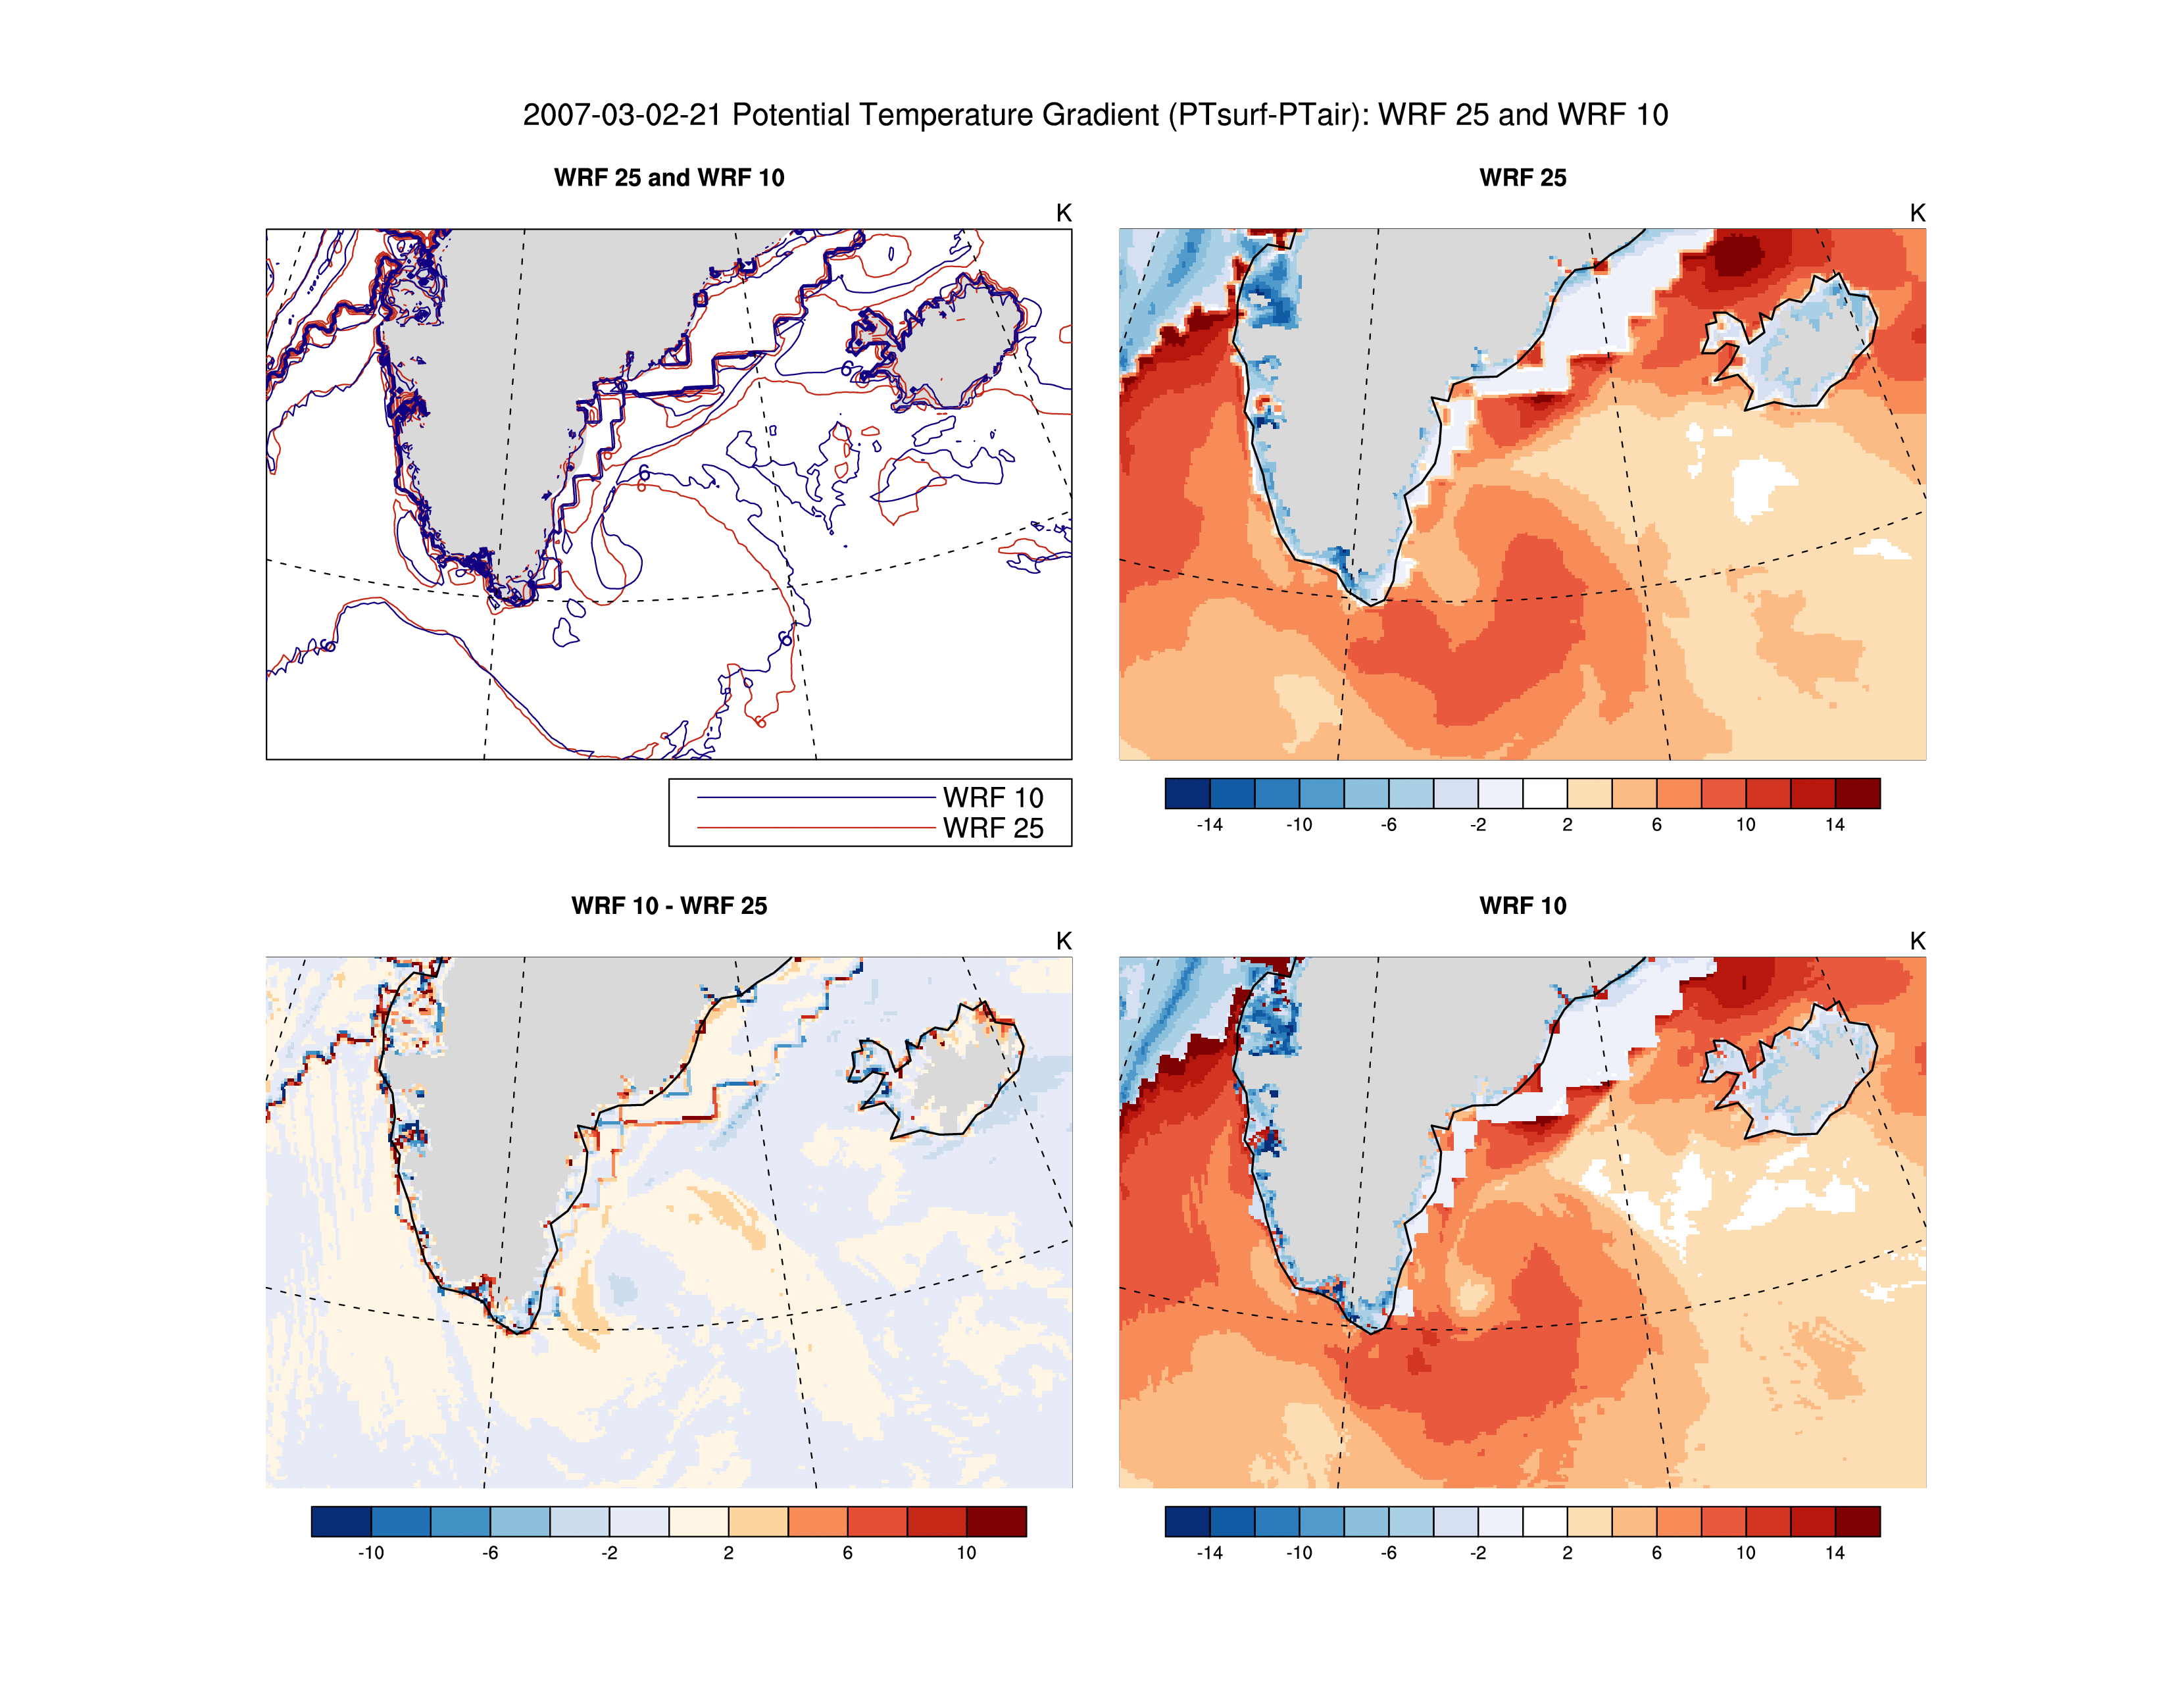 2007-03-02-21 Potential Temperature Gradient (PTsurf-PTair): WRF 25 and WRF 10
WRF 25 and WRF 10
K
6
6
6
6
6
6
6
WRF 10
WRF 25
WRF 25
K
-14 -10 -6 -2 2 6 10 14
WRF 10 - WRF 25
K
-10 -6 -2 2 6 10
WRF 10
K
-14 -10 -6 -2 2 6 10 14